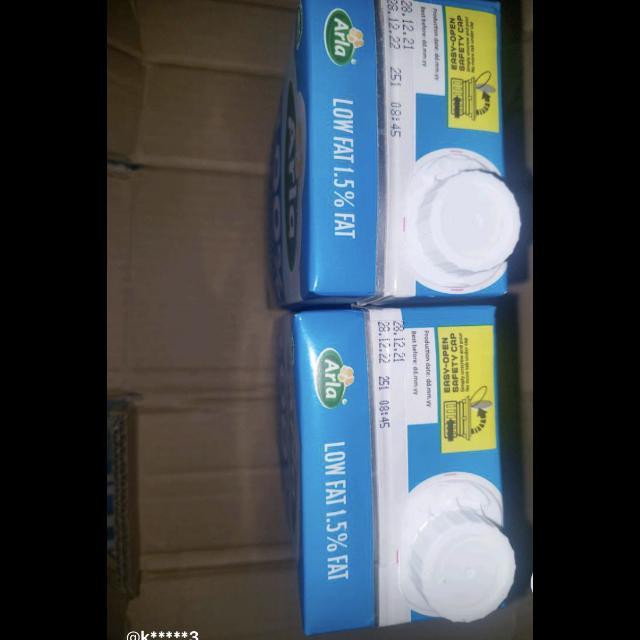 Arla
LOW FAT 1.5% FAT
28.12.21
28.12.22 251 08:45
Production date: dd.mm.yy
Best before: dd.mm.yy
EASY-OPEN
SAFETY CAP
Arla
Arla
LOW FAT 1.5% FAT
28.12.21
28.12.22 251 08:45
Production date: dd.mm.yy
Best before: dd.mm.yy
EASY-OPEN
SAFETY CAP
@k*****3